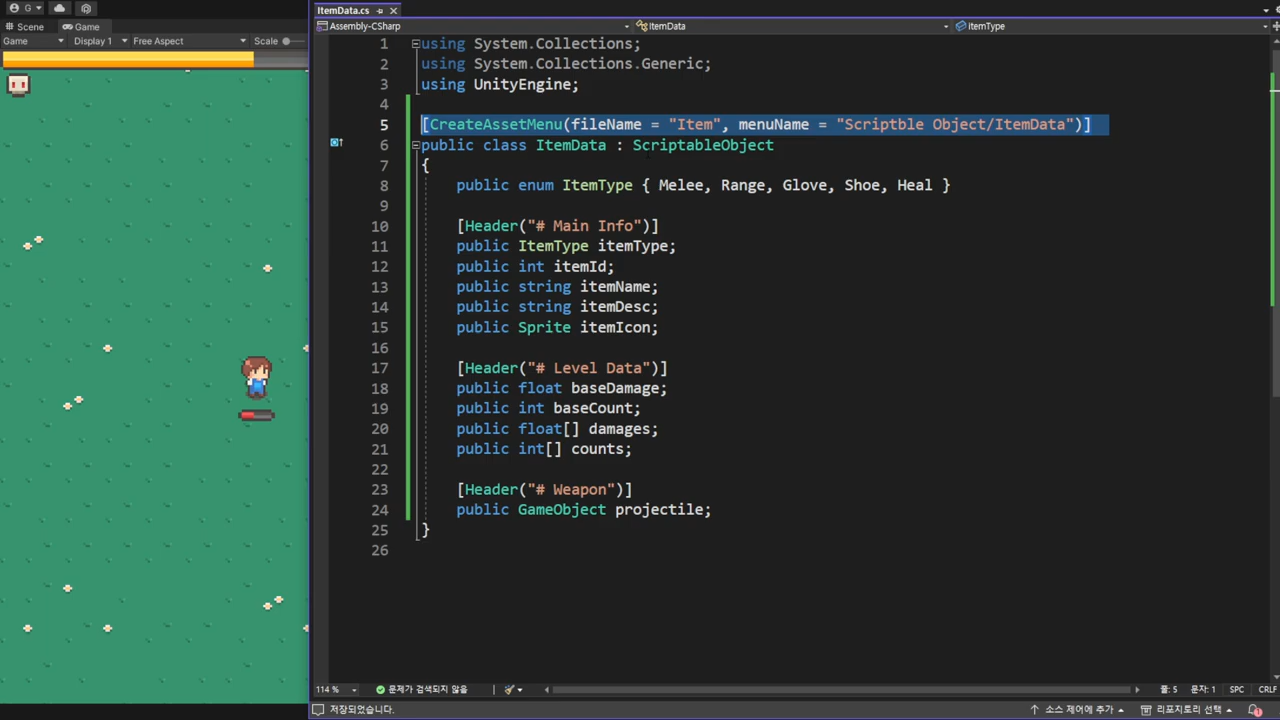 G
Scene
Game
Game
Display 1
Free Aspect
Scale
ItemData.cs
Assembly-CSharp
ItemData
ItemType
1 using System.Collections;
2 using System.Collections.Generic;
3 using UnityEngine;
4
5 [CreateAssetMenu(fileName = "Item", menuName = "Scriptble Object/ItemData")]
6 public class ItemData : ScriptableObject
7 {
8 public enum ItemType { Melee, Range, Glove, Shoe, Heal }
9
10 [Header("# Main Info")]
11 public ItemType itemType;
12 public int itemId;
13 public string itemName;
14 public string itemDesc;
15 public Sprite itemIcon;
16
17 [Header("# Level Data")]
18 public float baseDamage;
19 public int baseCount;
20 public float[] damages;
21 public int[] counts;
22
23 [Header("# Weapon")]
24 public GameObject projectile;
25 }
26
114 %
문제가 검색되지 않음
줄: 5
문자: 1
SPC
CRLF
저장되었습니다.
소스 제어에 추가
리포지토리 선택